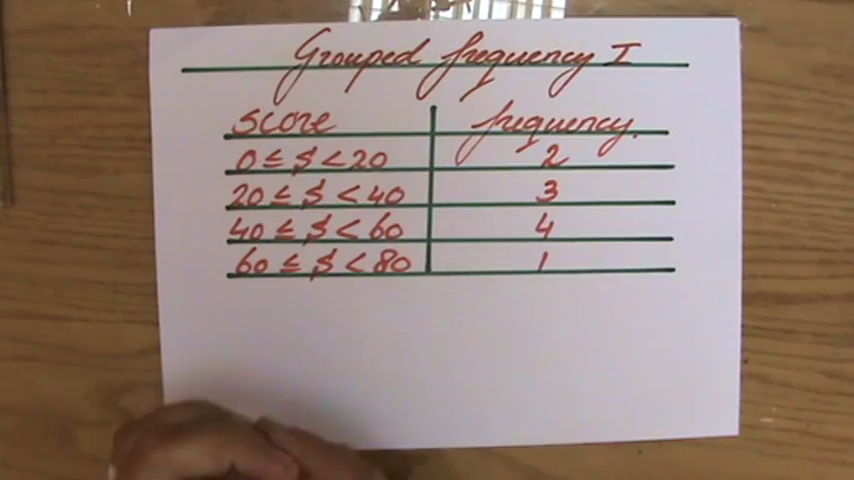 Grouped frequency I
score frequency.
0 ≤ s < 20 2
20 ≤ s < 40 3
40 ≤ s < 60 4
60 ≤ s < 80 1